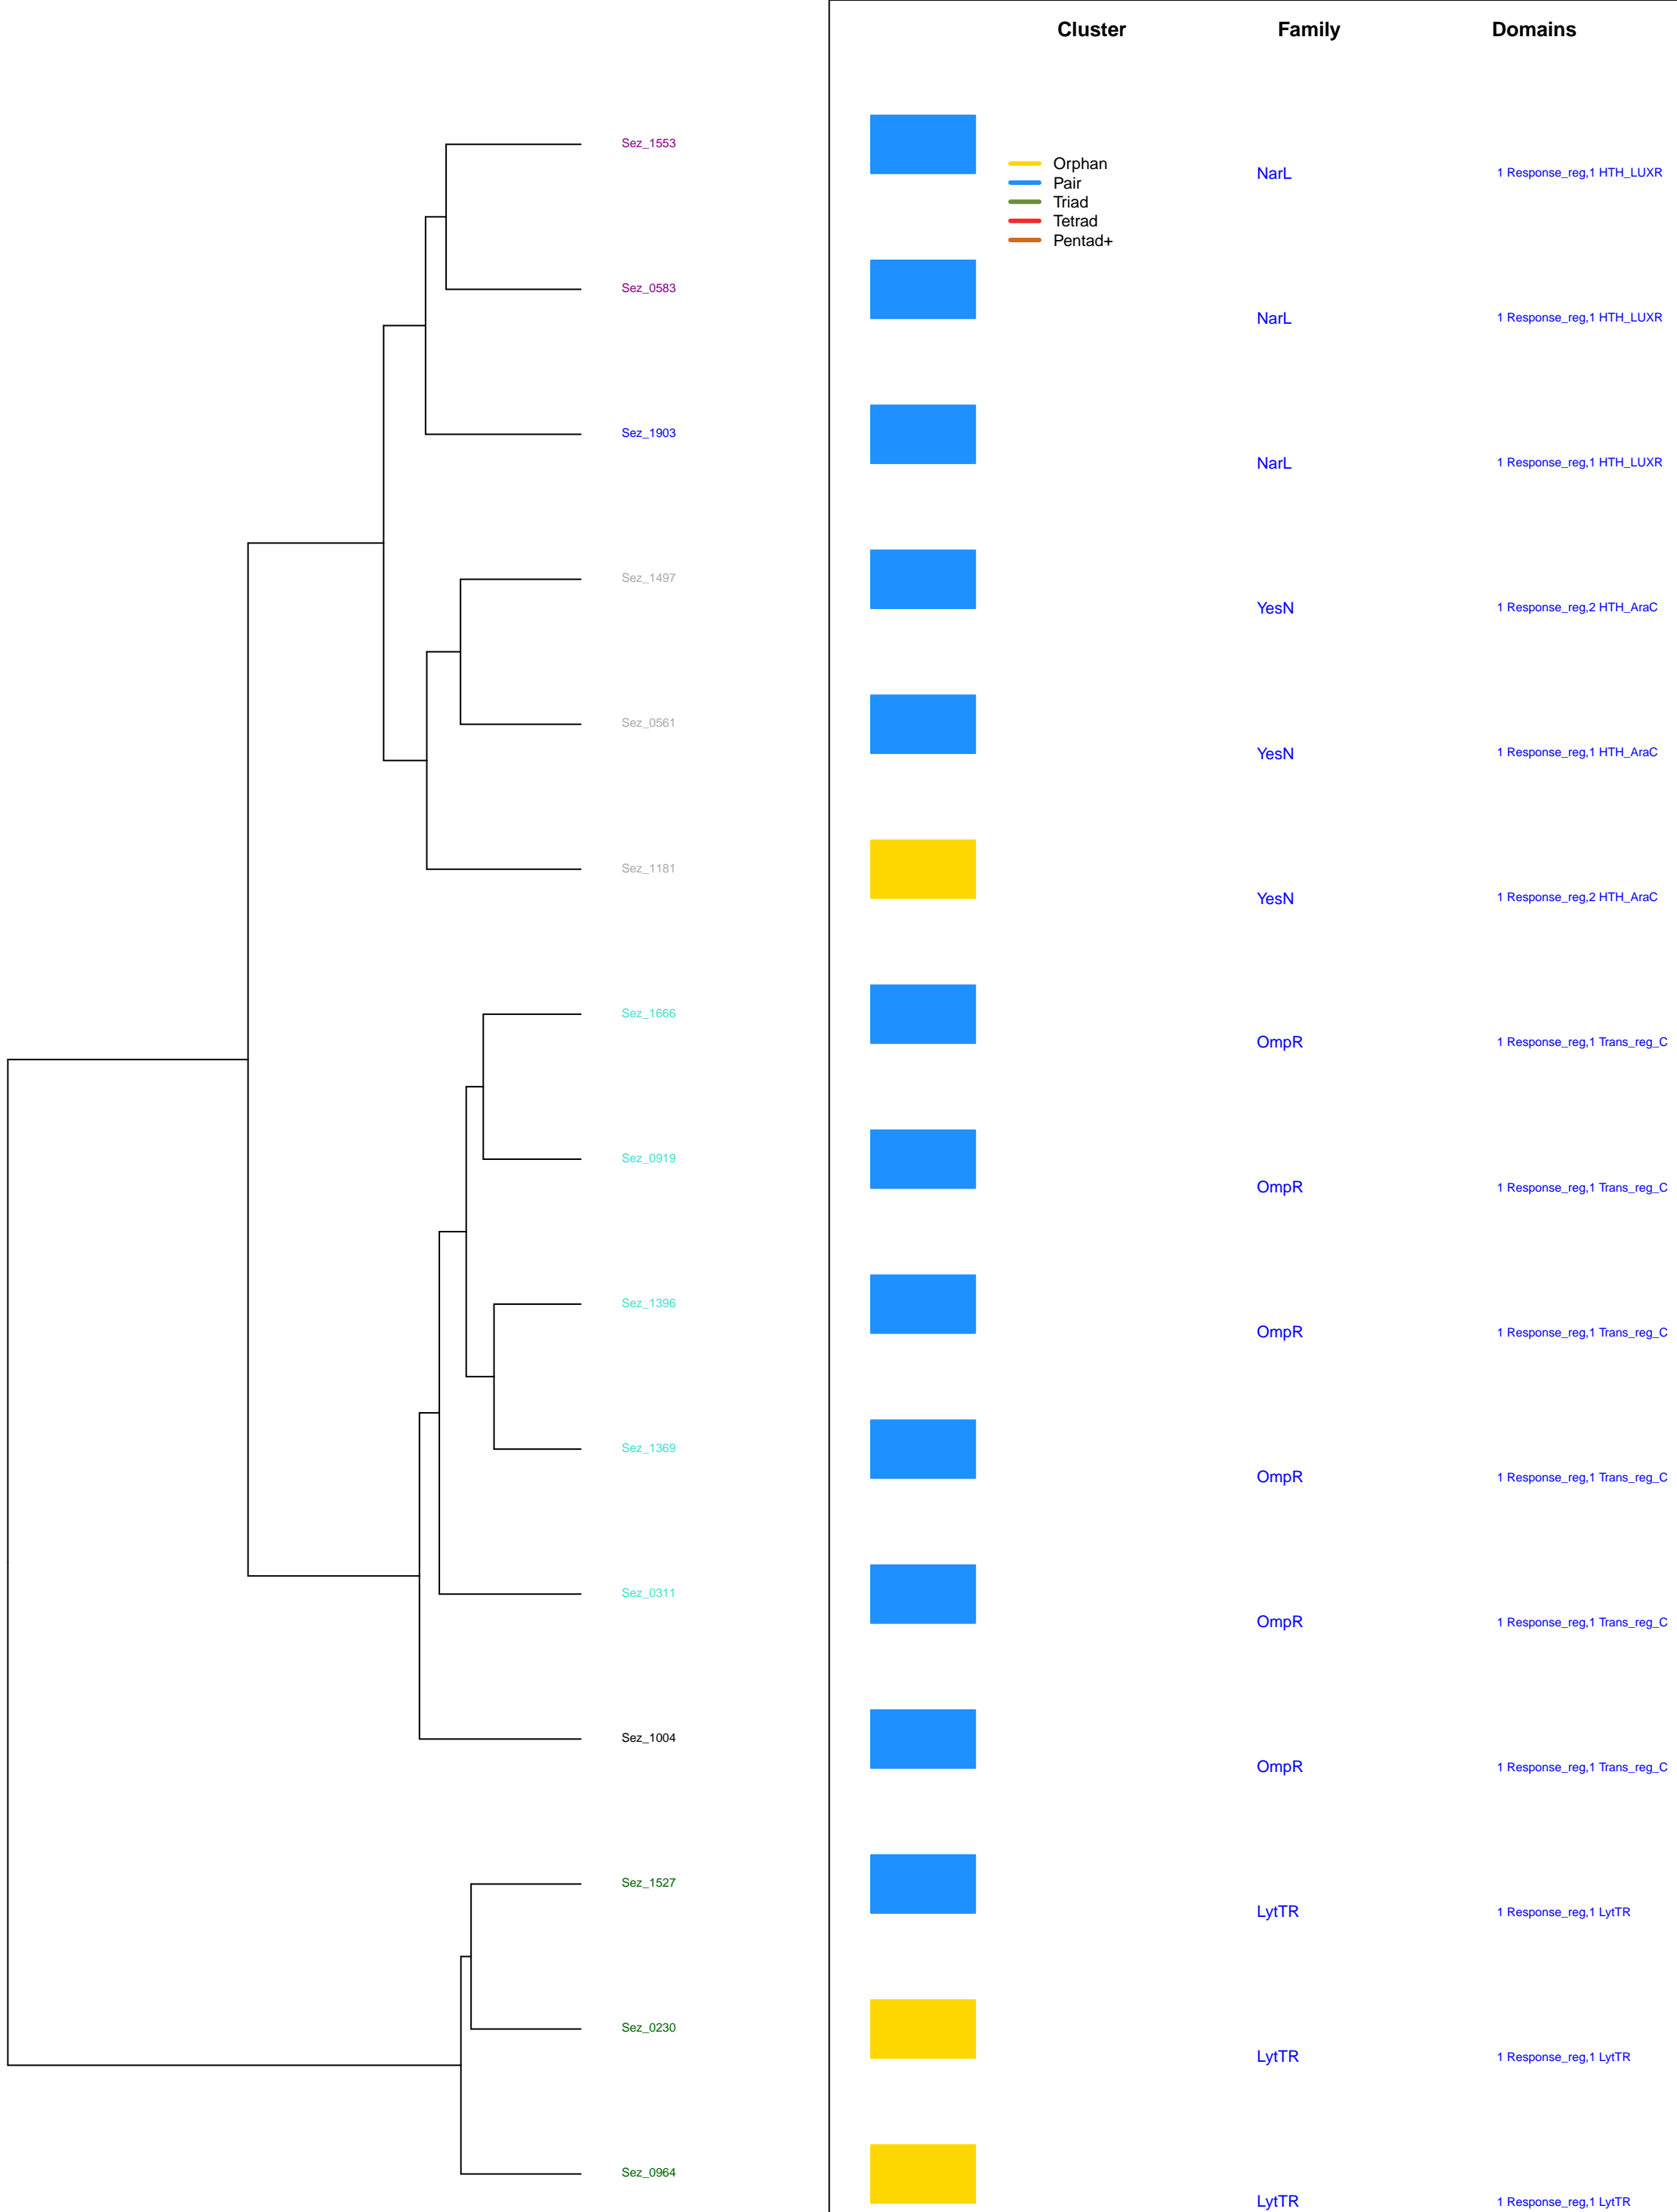 Cluster Family Domains
Sez_1553
Orphan
Pair
Triad
Tetrad
Pentad+
NarL 1 Response_reg,1 HTH_LUXR
Sez_0583
NarL 1 Response_reg,1 HTH_LUXR
Sez_1903
NarL 1 Response_reg,1 HTH_LUXR
Sez_1497
YesN 1 Response_reg,2 HTH_AraC
Sez_0561
YesN 1 Response_reg,1 HTH_AraC
Sez_1181
YesN 1 Response_reg,2 HTH_AraC
Sez_1666
OmpR 1 Response_reg,1 Trans_reg_C
Sez_0919
OmpR 1 Response_reg,1 Trans_reg_C
Sez_1396
OmpR 1 Response_reg,1 Trans_reg_C
Sez_1369
OmpR 1 Response_reg,1 Trans_reg_C
Sez_0311
OmpR 1 Response_reg,1 Trans_reg_C
Sez_1004
OmpR 1 Response_reg,1 Trans_reg_C
Sez_1527
LytTR 1 Response_reg,1 LytTR
Sez_0230
LytTR 1 Response_reg,1 LytTR
Sez_0964
LytTR 1 Response_reg,1 LytTR